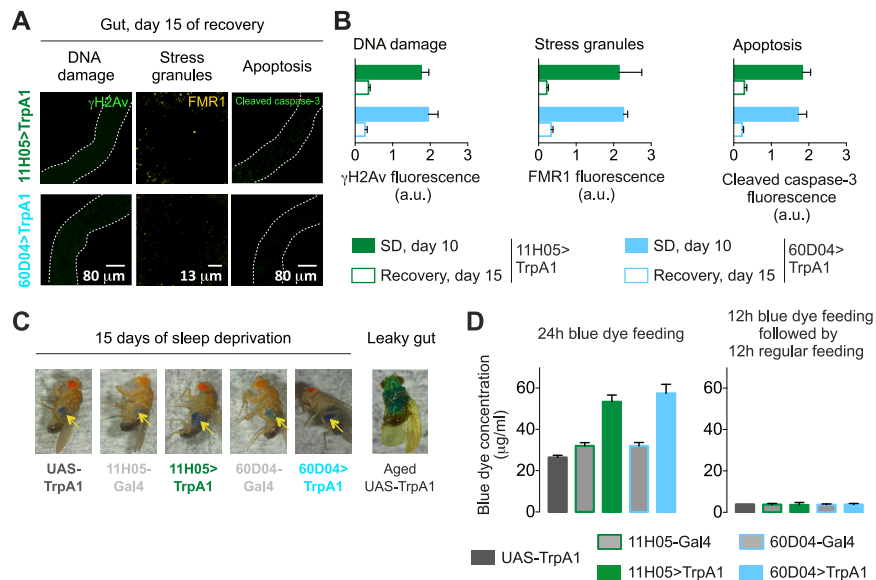 A
Gut, day 15 of recovery
DNA damage
Stress granules
Apoptosis
11H05>TrpA1
γH2Av
FMR1
Cleaved caspase-3
60D04>TrpA1
80 μm
13 μm
80 μm
B
DNA damage
0 1 2 3
γH2Av fluorescence
(a.u.)
Stress granules
0 1 2 3
FMR1 fluorescence
(a.u.)
Apoptosis
0 1 2 3
Cleaved caspase-3
fluorescence
(a.u.)
SD, day 10
Recovery, day 15
11H05>
TrpA1
SD, day 10
Recovery, day 15
60D04>
TrpA1
C
15 days of sleep deprivation
Leaky gut
UAS-
TrpA1
11H05-
Gal4
11H05>
TrpA1
60D04-
Gal4
60D04>
TrpA1
Aged
UAS-TrpA1
D
24h blue dye feeding
12h blue dye feeding
followed by
12h regular feeding
Blue dye concentration
(μg/ml)
60
40
20
0
60
40
20
0
UAS-TrpA1
11H05-Gal4
11H05>TrpA1
60D04-Gal4
60D04>TrpA1